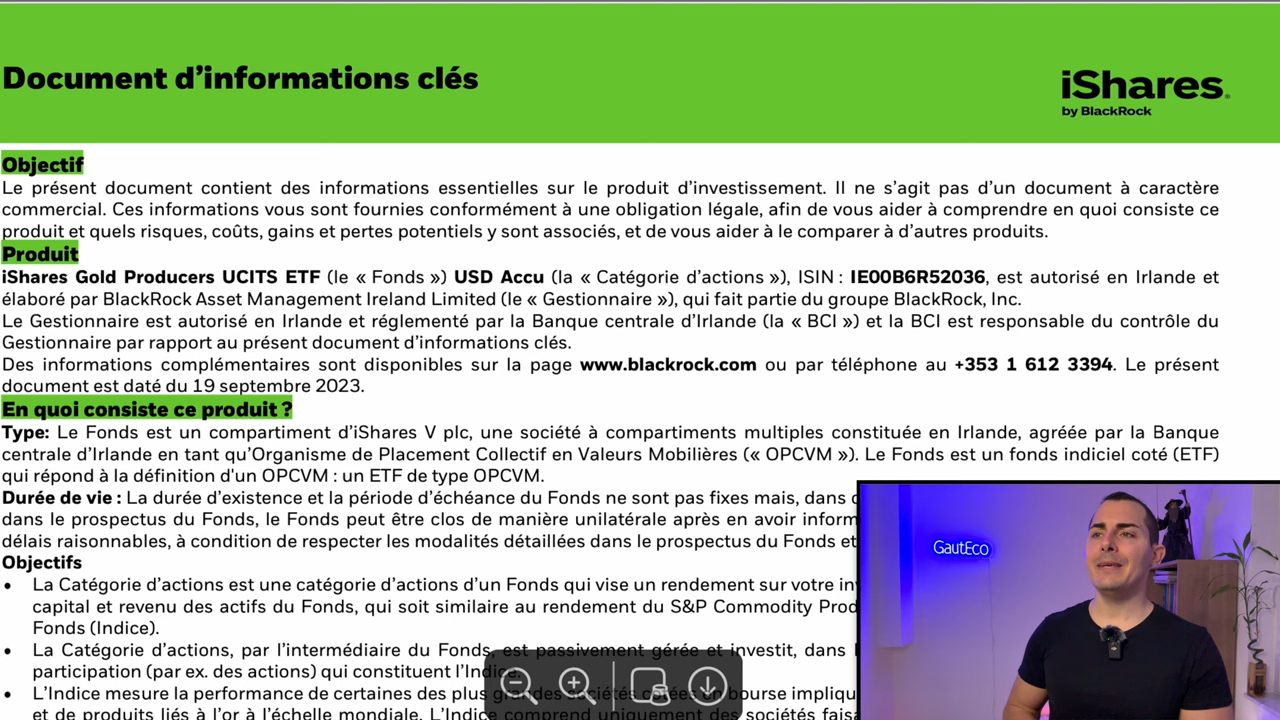 Document d’informations clés
iShares
by BlackRock
Objectif
Le présent document contient des informations essentielles sur le produit d’investissement. Il ne s’agit pas d’un document à caractère
commercial. Ces informations vous sont fournies conformément à une obligation légale, afin de vous aider à comprendre en quoi consiste ce
produit et quels risques, coûts, gains et pertes potentiels y sont associés, et de vous aider à le comparer à d’autres produits.
Produit
iShares Gold Producers UCITS ETF (le « Fonds ») USD Accu (la « Catégorie d’actions »), ISIN : IE00B6R52036, est autorisé en Irlande et
élaboré par BlackRock Asset Management Ireland Limited (le « Gestionnaire »), qui fait partie du groupe BlackRock, Inc.
Le Gestionnaire est autorisé en Irlande et réglementé par la Banque centrale d’Irlande (la « BCI ») et la BCI est responsable du contrôle du
Gestionnaire par rapport au présent document d’informations clés.
Des informations complémentaires sont disponibles sur la page www.blackrock.com ou par téléphone au +353 1 612 3394. Le présent
document est daté du 19 septembre 2023.
En quoi consiste ce produit ?
Type: Le Fonds est un compartiment d’iShares V plc, une société à compartiments multiples constituée en Irlande, agréée par la Banque
centrale d’Irlande en tant qu’Organisme de Placement Collectif en Valeurs Mobilières (« OPCVM »). Le Fonds est un fonds indiciel coté (ETF)
qui répond à la définition d'un OPCVM : un ETF de type OPCVM.
Durée de vie : La durée d’existence et la période d’échéance du Fonds ne sont pas fixes mais, dans
dans le prospectus du Fonds, le Fonds peut être clos de manière unilatérale après en avoir inform
délais raisonnables, à condition de respecter les modalités détaillées dans le prospectus du Fonds et
Objectifs
• La Catégorie d’actions est une catégorie d’actions d’un Fonds qui vise un rendement sur votre
capital et revenu des actifs du Fonds, qui soit similaire au rendement du S&P Commodity Prod
Fonds (Indice).
• La Catégorie d’actions, par l’intermédiaire du Fonds, est passivement gérée et investit, dans
participation (par ex. des actions) qui constituent l’Indice.
• L’Indice mesure la performance de certaines des plus grandes sociétés cotées en bourse impliqu
et de produits liés à l’or à l’échelle mondiale. L’Indice comprend uniquement des sociétés faisa
GautEco